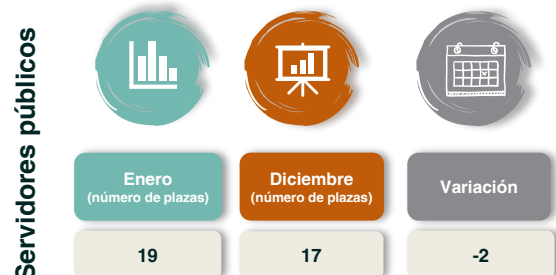 Servidores públicos
Enero
(número de plazas)
Diciembre
(número de plazas)
Variación
19
17
-2